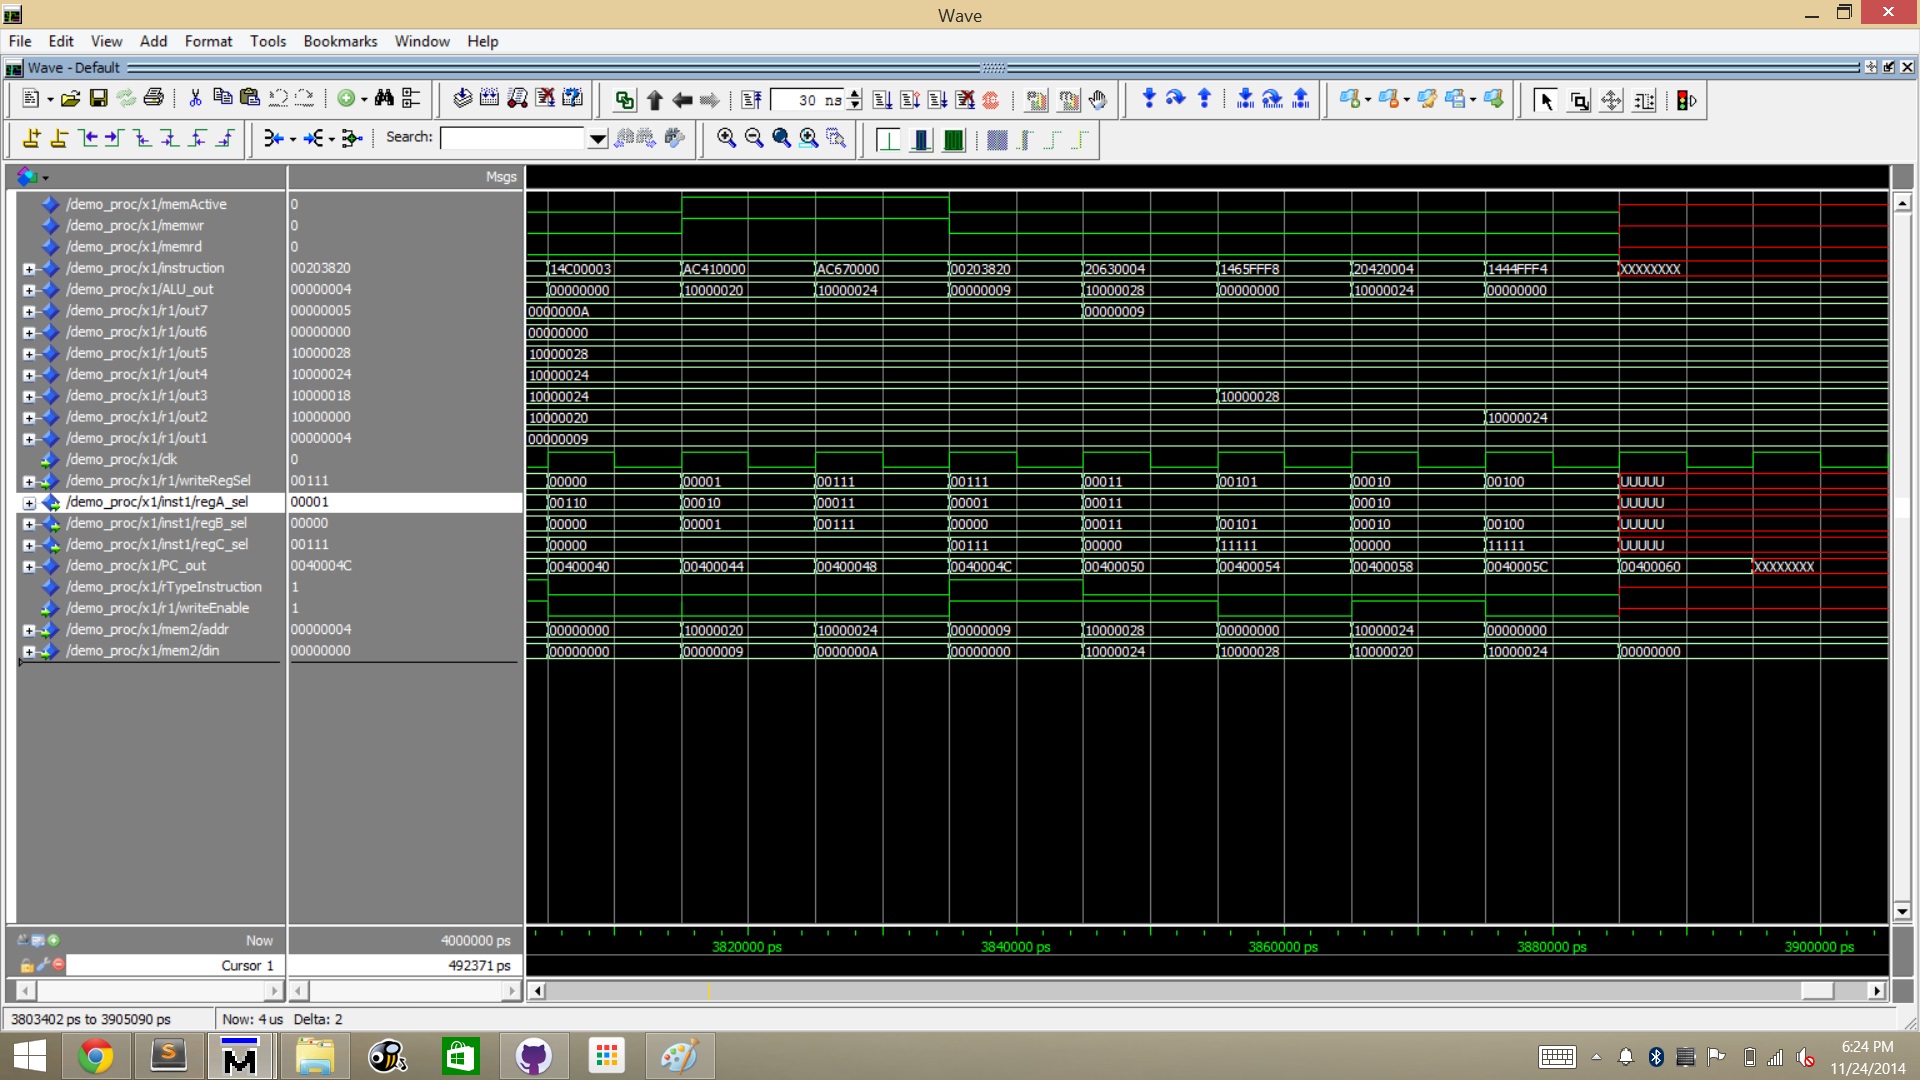 Wave
File Edit View Add Format Tools Bookmarks Window Help
Wave - Default
30 ns
Search:
Msgs
/demo_proc/x1/memActive 0
/demo_proc/x1/memwr 0
/demo_proc/x1/memrd 0
/demo_proc/x1/instruction 00203820 14C00003 AC410000 AC670000 00203820 20630004 1465FFF8 20420004 1444FFF4 XXXXXXXX
/demo_proc/x1/ALU_out 00000004 00000000 10000020 10000024 00000009 10000028 00000000 10000024 00000000
/demo_proc/x1/r1/out7 00000005 0000000A 00000009
/demo_proc/x1/r1/out6 00000000 00000000
/demo_proc/x1/r1/out5 10000028 10000028
/demo_proc/x1/r1/out4 10000024 10000024
/demo_proc/x1/r1/out3 10000018 10000024 10000028
/demo_proc/x1/r1/out2 10000000 10000020 10000024
/demo_proc/x1/r1/out1 00000004 00000009
/demo_proc/x1/clk 0
/demo_proc/x1/r1/writeRegSel 00111 00000 00001 00111 00111 00011 00101 00010 00100 UUUUU
/demo_proc/x1/inst1/regA_sel 00001 00110 00010 00011 00001 00011 00010 UUUUU
/demo_proc/x1/inst1/regB_sel 00000 00000 00001 00111 00000 00011 00101 00010 00100 UUUUU
/demo_proc/x1/inst1/regC_sel 00111 00000 00111 00000 11111 00000 11111 UUUUU
/demo_proc/x1/PC_out 0040004C 00400040 00400044 00400048 0040004C 00400050 00400054 00400058 0040005C 00400060 XXXXXXXX
/demo_proc/x1/rTypeInstruction 1
/demo_proc/x1/r1/writeEnable 1
/demo_proc/x1/mem2/addr 00000004 00000000 10000020 10000024 00000009 10000028 00000000 10000024 00000000
/demo_proc/x1/mem2/din 00000000 00000000 00000009 0000000A 00000000 10000024 10000028 10000020 10000024 00000000
Now 4000000 ps 3820000 ps 3840000 ps 3860000 ps 3880000 ps 3900000 ps
Cursor 1 492371 ps
3803402 ps to 3905090 ps Now: 4 us Delta: 2
6:24 PM
11/24/2014